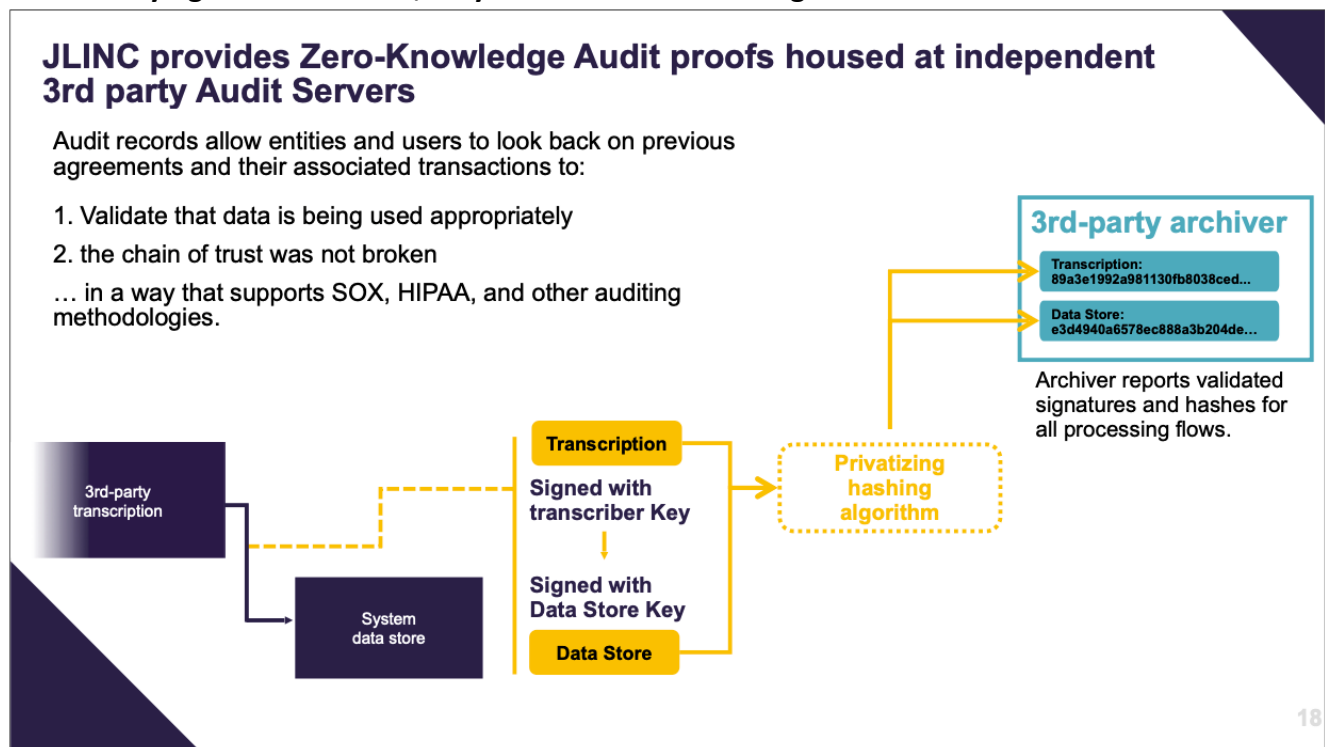 JLINC provides Zero-Knowledge Audit proofs housed at independent
3rd party Audit Servers
Audit records allow entities and users to look back on previous
agreements and their associated transactions to:
1. Validate that data is being used appropriately
2. the chain of trust was not broken
… in a way that supports SOX, HIPAA, and other auditing
methodologies.
3rd-party archiver
Transcription:
89a3e1992a981130fb8038ced...
Data Store:
e3d4940a6578ec888a3b204de…
Archiver reports validated
signatures and hashes for
all processing flows.
3rd-party
transcription
System
data store
Transcription
Signed with
transcriber Key
Signed with
Data Store Key
Data Store
Privatizing
hashing
algorithm
18